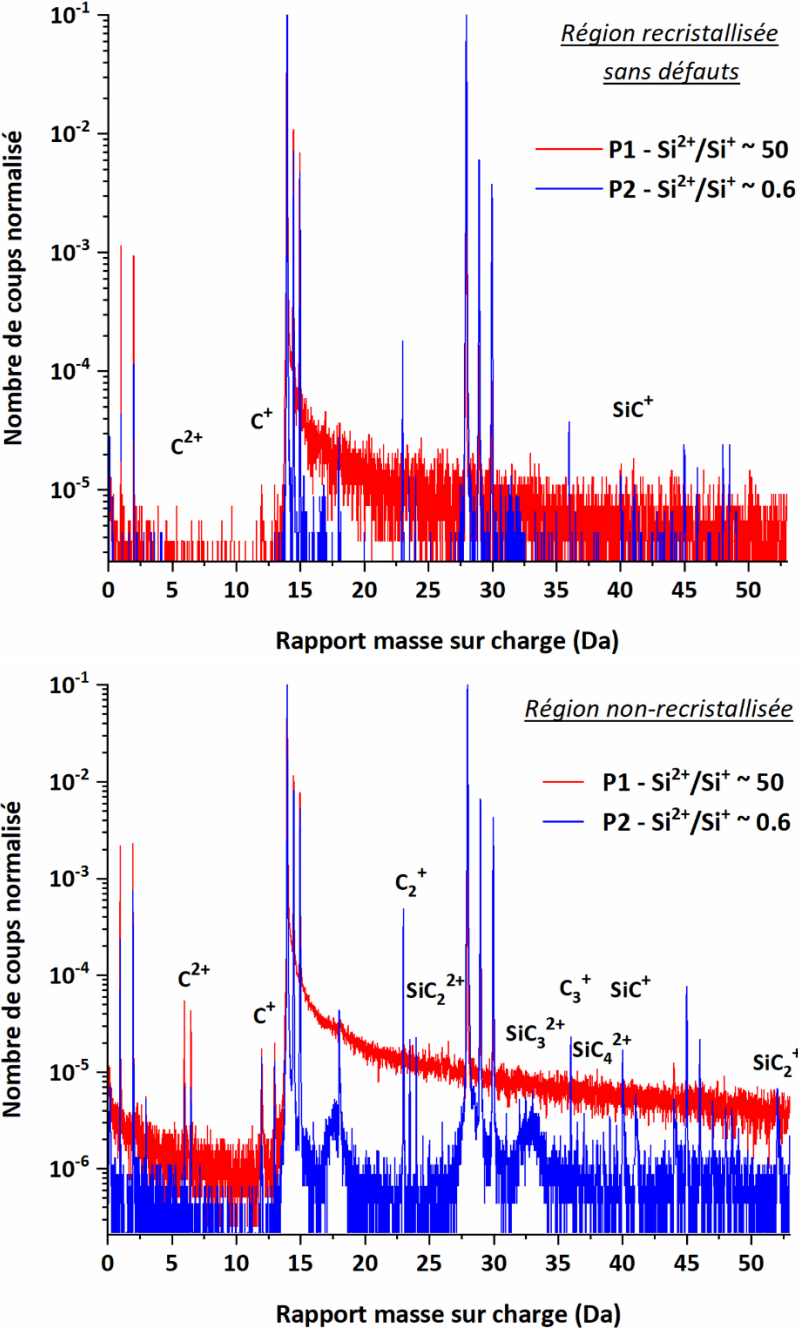 Région recristallisée
sans défauts
P1 - Si²⁺/Si⁺ ~ 50
P2 - Si²⁺/Si⁺ ~ 0.6
Nombre de coups normalisé
10⁻¹
10⁻²
10⁻³
10⁻⁴
10⁻⁵
C²⁺
C⁺
SiC⁺
0 5 10 15 20 25 30 35 40 45 50
Rapport masse sur charge (Da)
Région non-recristallisée
P1 - Si²⁺/Si⁺ ~ 50
P2 - Si²⁺/Si⁺ ~ 0.6
Nombre de coups normalisé
10⁻¹
10⁻²
10⁻³
10⁻⁴
10⁻⁵
10⁻⁶
C²⁺
C⁺
C₂⁺
SiC₂²⁺
SiC₃²⁺
C₃⁺
SiC₄²⁺
SiC⁺
SiC₂⁺
0 5 10 15 20 25 30 35 40 45 50
Rapport masse sur charge (Da)